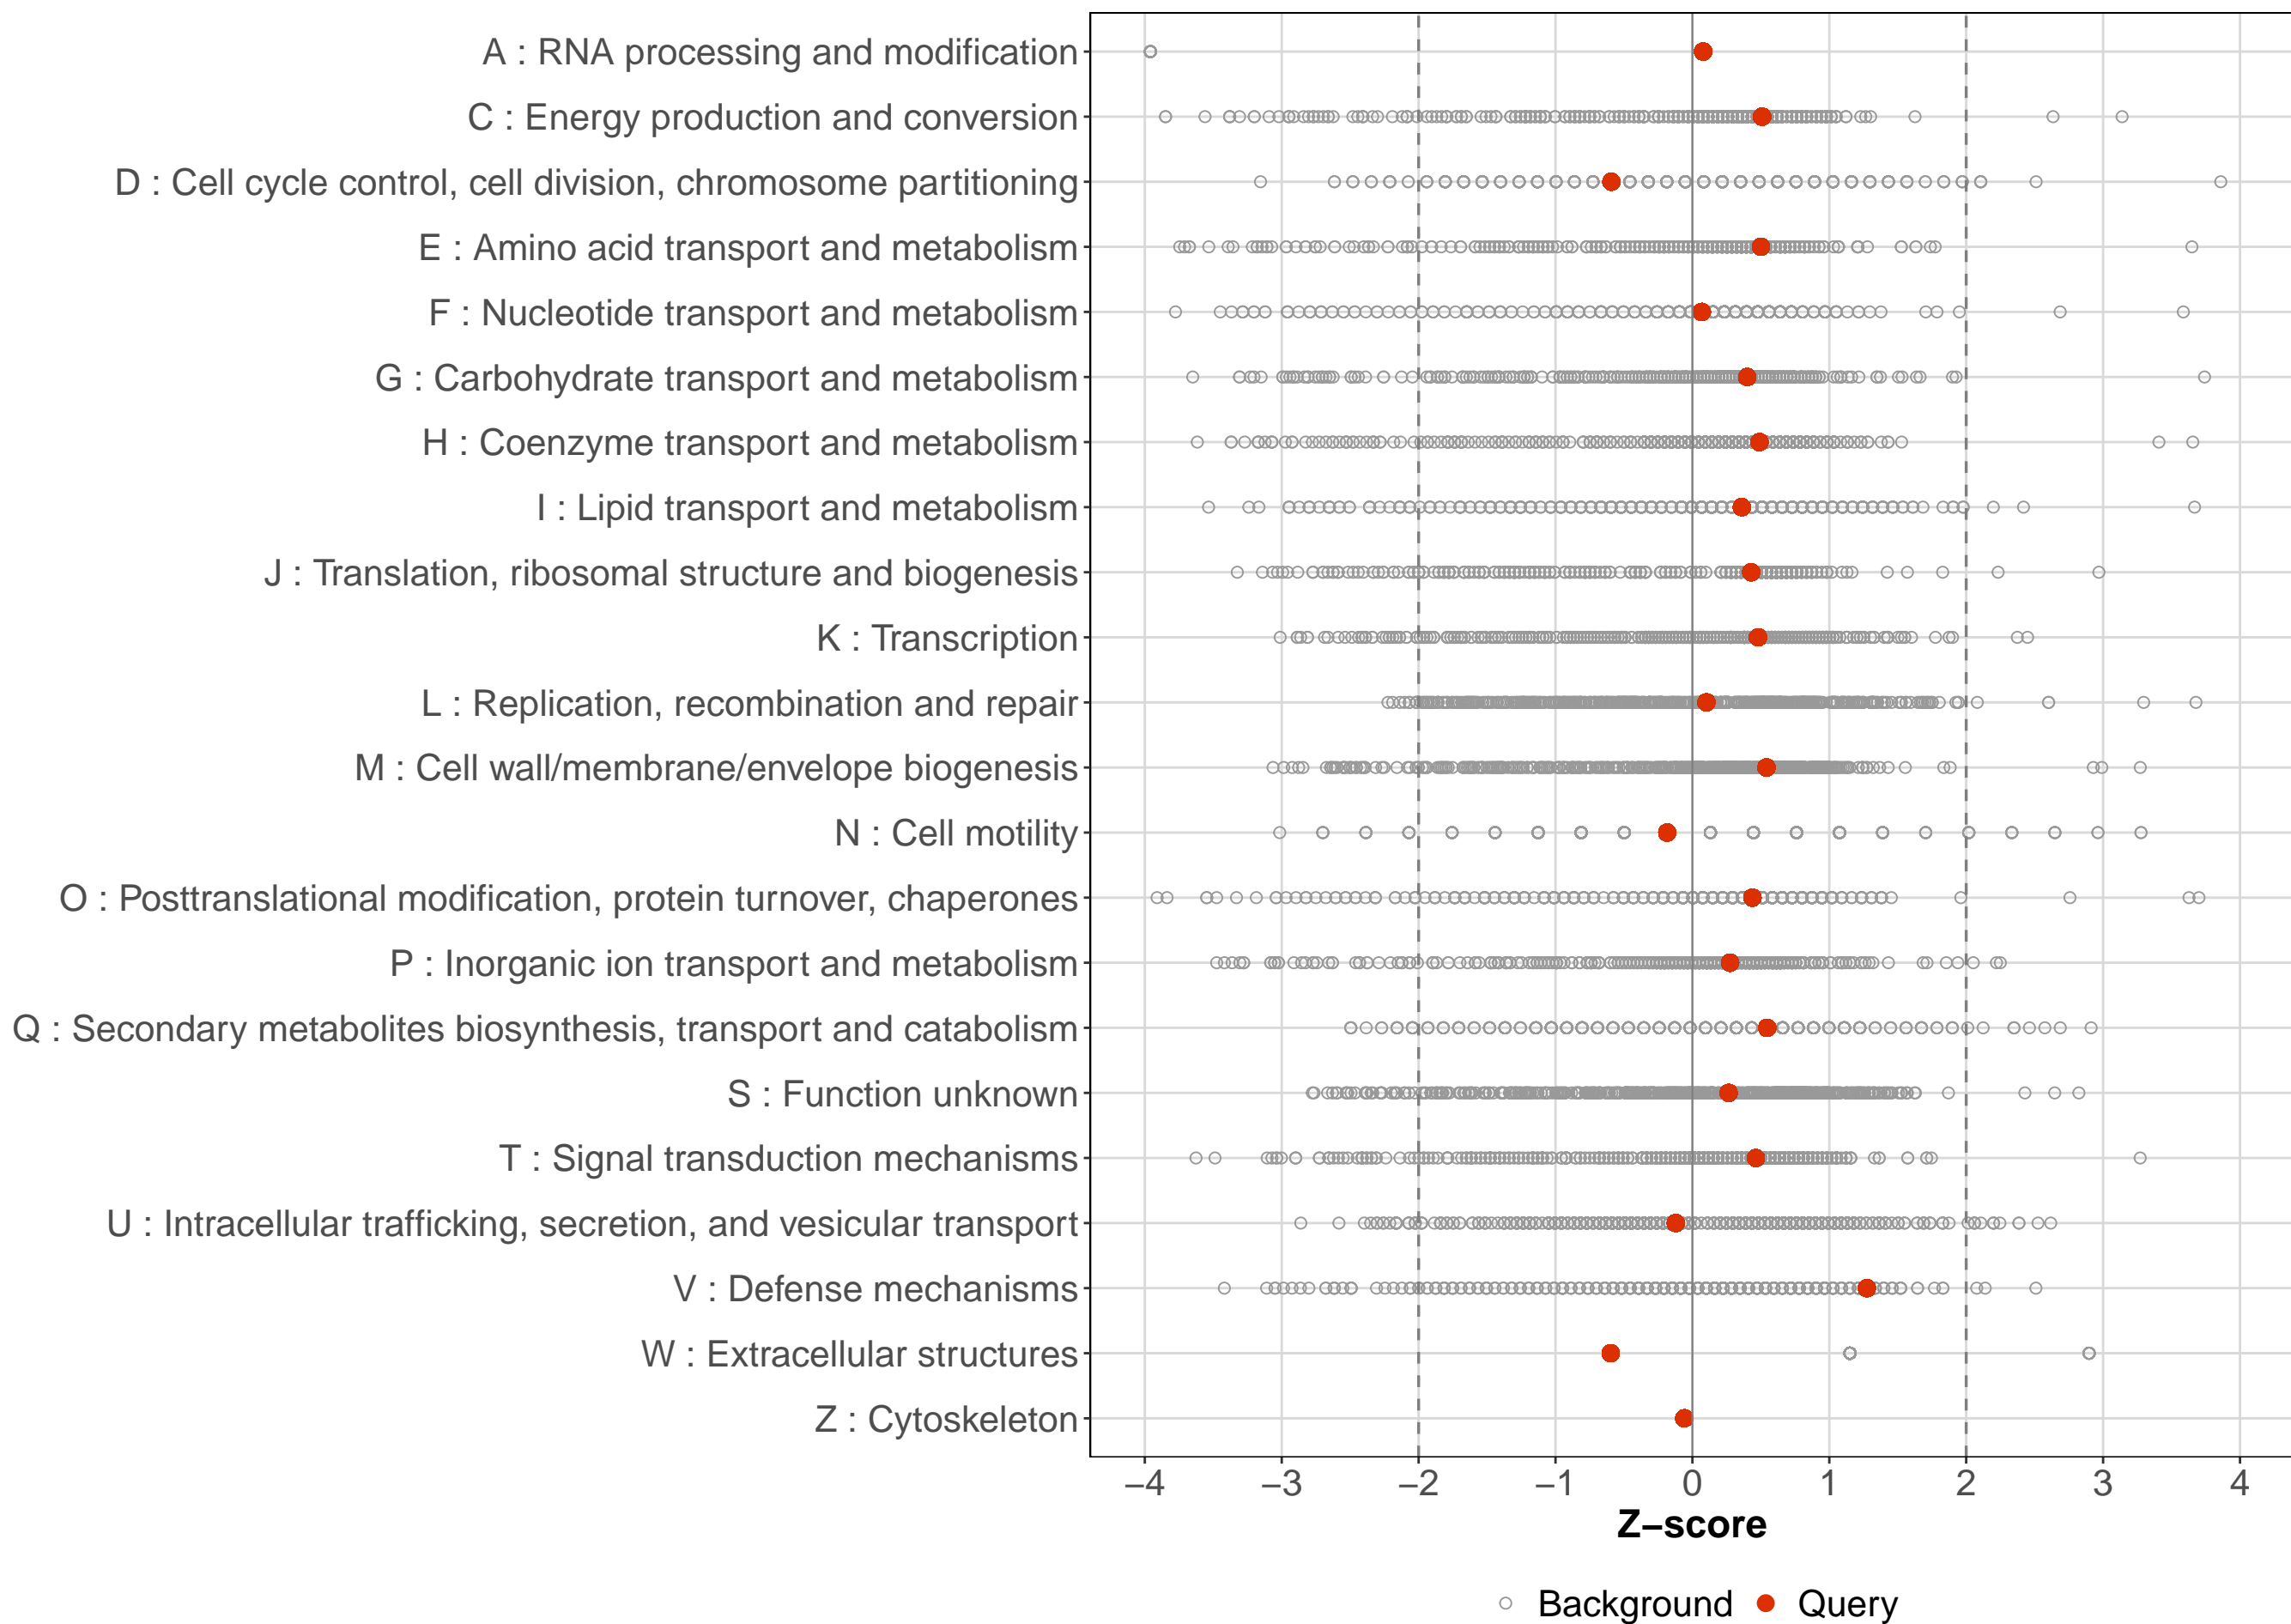 A : RNA processing and modification
C : Energy production and conversion
D : Cell cycle control, cell division, chromosome partitioning
E : Amino acid transport and metabolism
F : Nucleotide transport and metabolism
G : Carbohydrate transport and metabolism
H : Coenzyme transport and metabolism
I : Lipid transport and metabolism
J : Translation, ribosomal structure and biogenesis
K : Transcription
L : Replication, recombination and repair
M : Cell wall/membrane/envelope biogenesis
N : Cell motility
O : Posttranslational modification, protein turnover, chaperones
P : Inorganic ion transport and metabolism
Q : Secondary metabolites biosynthesis, transport and catabolism
S : Function unknown
T : Signal transduction mechanisms
U : Intracellular trafficking, secretion, and vesicular transport
V : Defense mechanisms
W : Extracellular structures
Z : Cytoskeleton
−4 −3 −2 −1 0 1 2 3 4
Z−score
Background Query